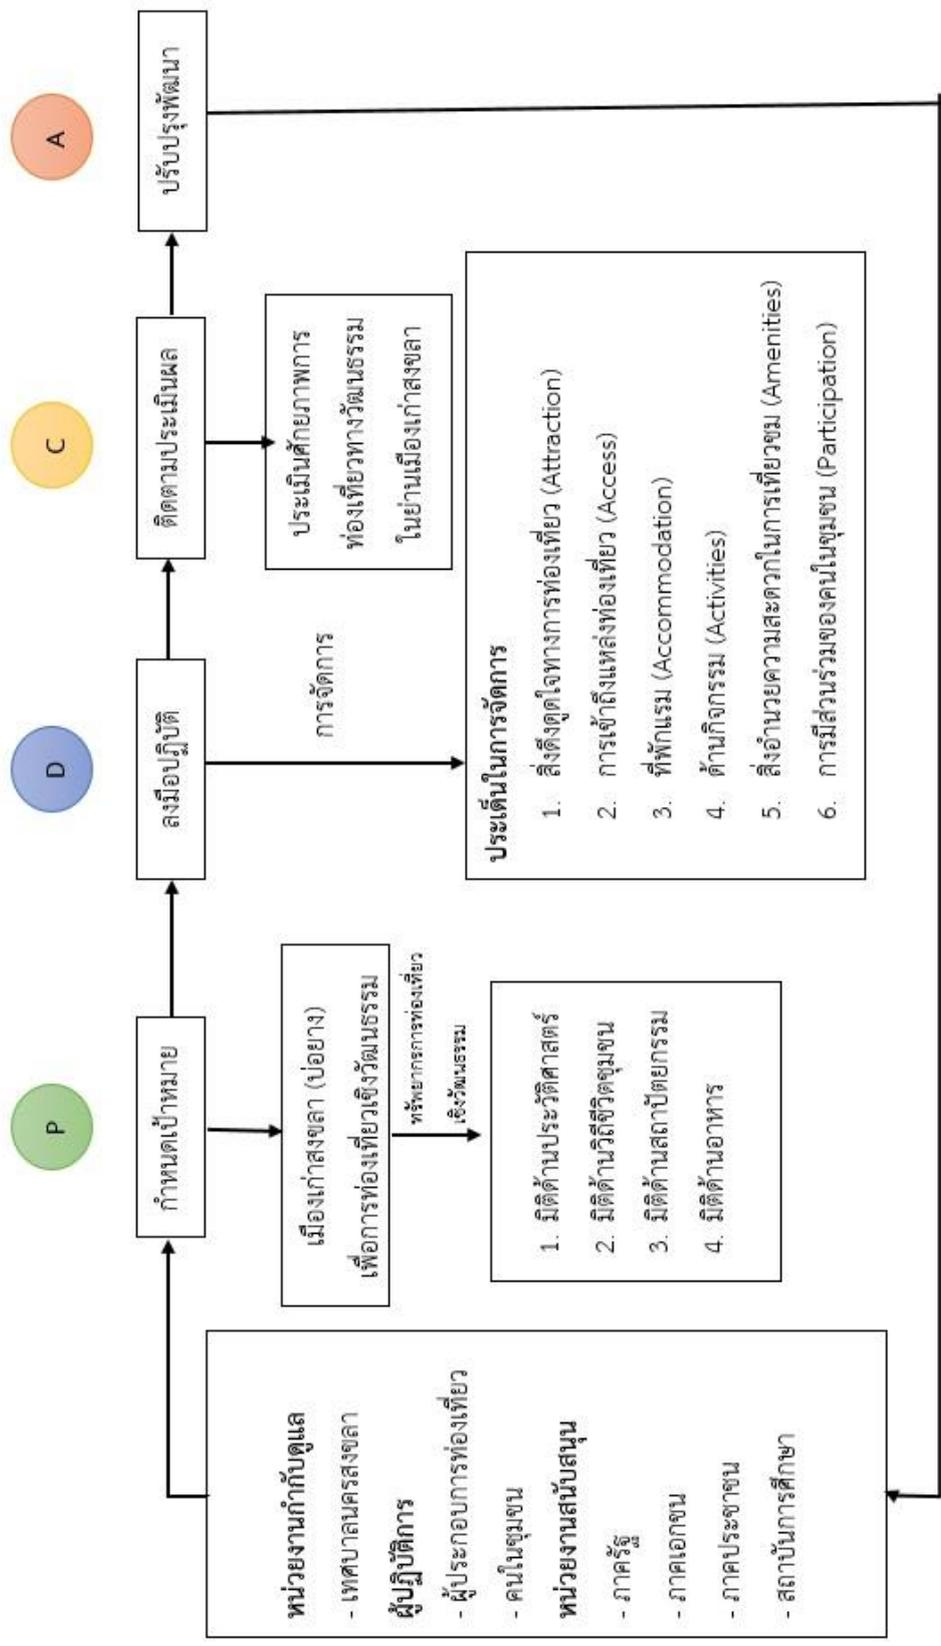 P
D
C
A
กำหนดเป้าหมาย
ลงมือปฏิบัติ
ติดตามประเมินผล
ปรับปรุงพัฒนา
หน่วยงานกำกับดูแล
- เทศบาลนครสงขลา
ผู้ปฏิบัติการ
- ผู้ประกอบการท่องเที่ยว
- คนในชุมชน
หน่วยงานสนับสนุน
- ภาครัฐ
- ภาคเอกชน
- ภาคประชาชน
- สถาบันการศึกษา
เมืองเก่าสงขลา (บ่อยาง)
เพื่อการท่องเที่ยวเชิงวัฒนธรรม
ทรัพยากรการท่องเที่ยว
เชิงวัฒนธรรม
1. มิติด้านประวัติศาสตร์
2. มิติด้านวิถีชีวิตชุมชน
3. มิติด้านสถาปัตยกรรม
4. มิติด้านอาหาร
การจัดการ
ประเด็นในการจัดการ
1. สิ่งดึงดูดใจทางการท่องเที่ยว (Attraction)
2. การเข้าถึงแหล่งท่องเที่ยว (Access)
3. ที่พักแรม (Accommodation)
4. ด้านกิจกรรม (Activities)
5. สิ่งอำนวยความสะดวกในการเที่ยวชม (Amenities)
6. การมีส่วนร่วมของคนในชุมชน (Participation)
ประเมินศักยภาพการ
ท่องเที่ยวทางวัฒนธรรม
ในย่านเมืองเก่าสงขลา